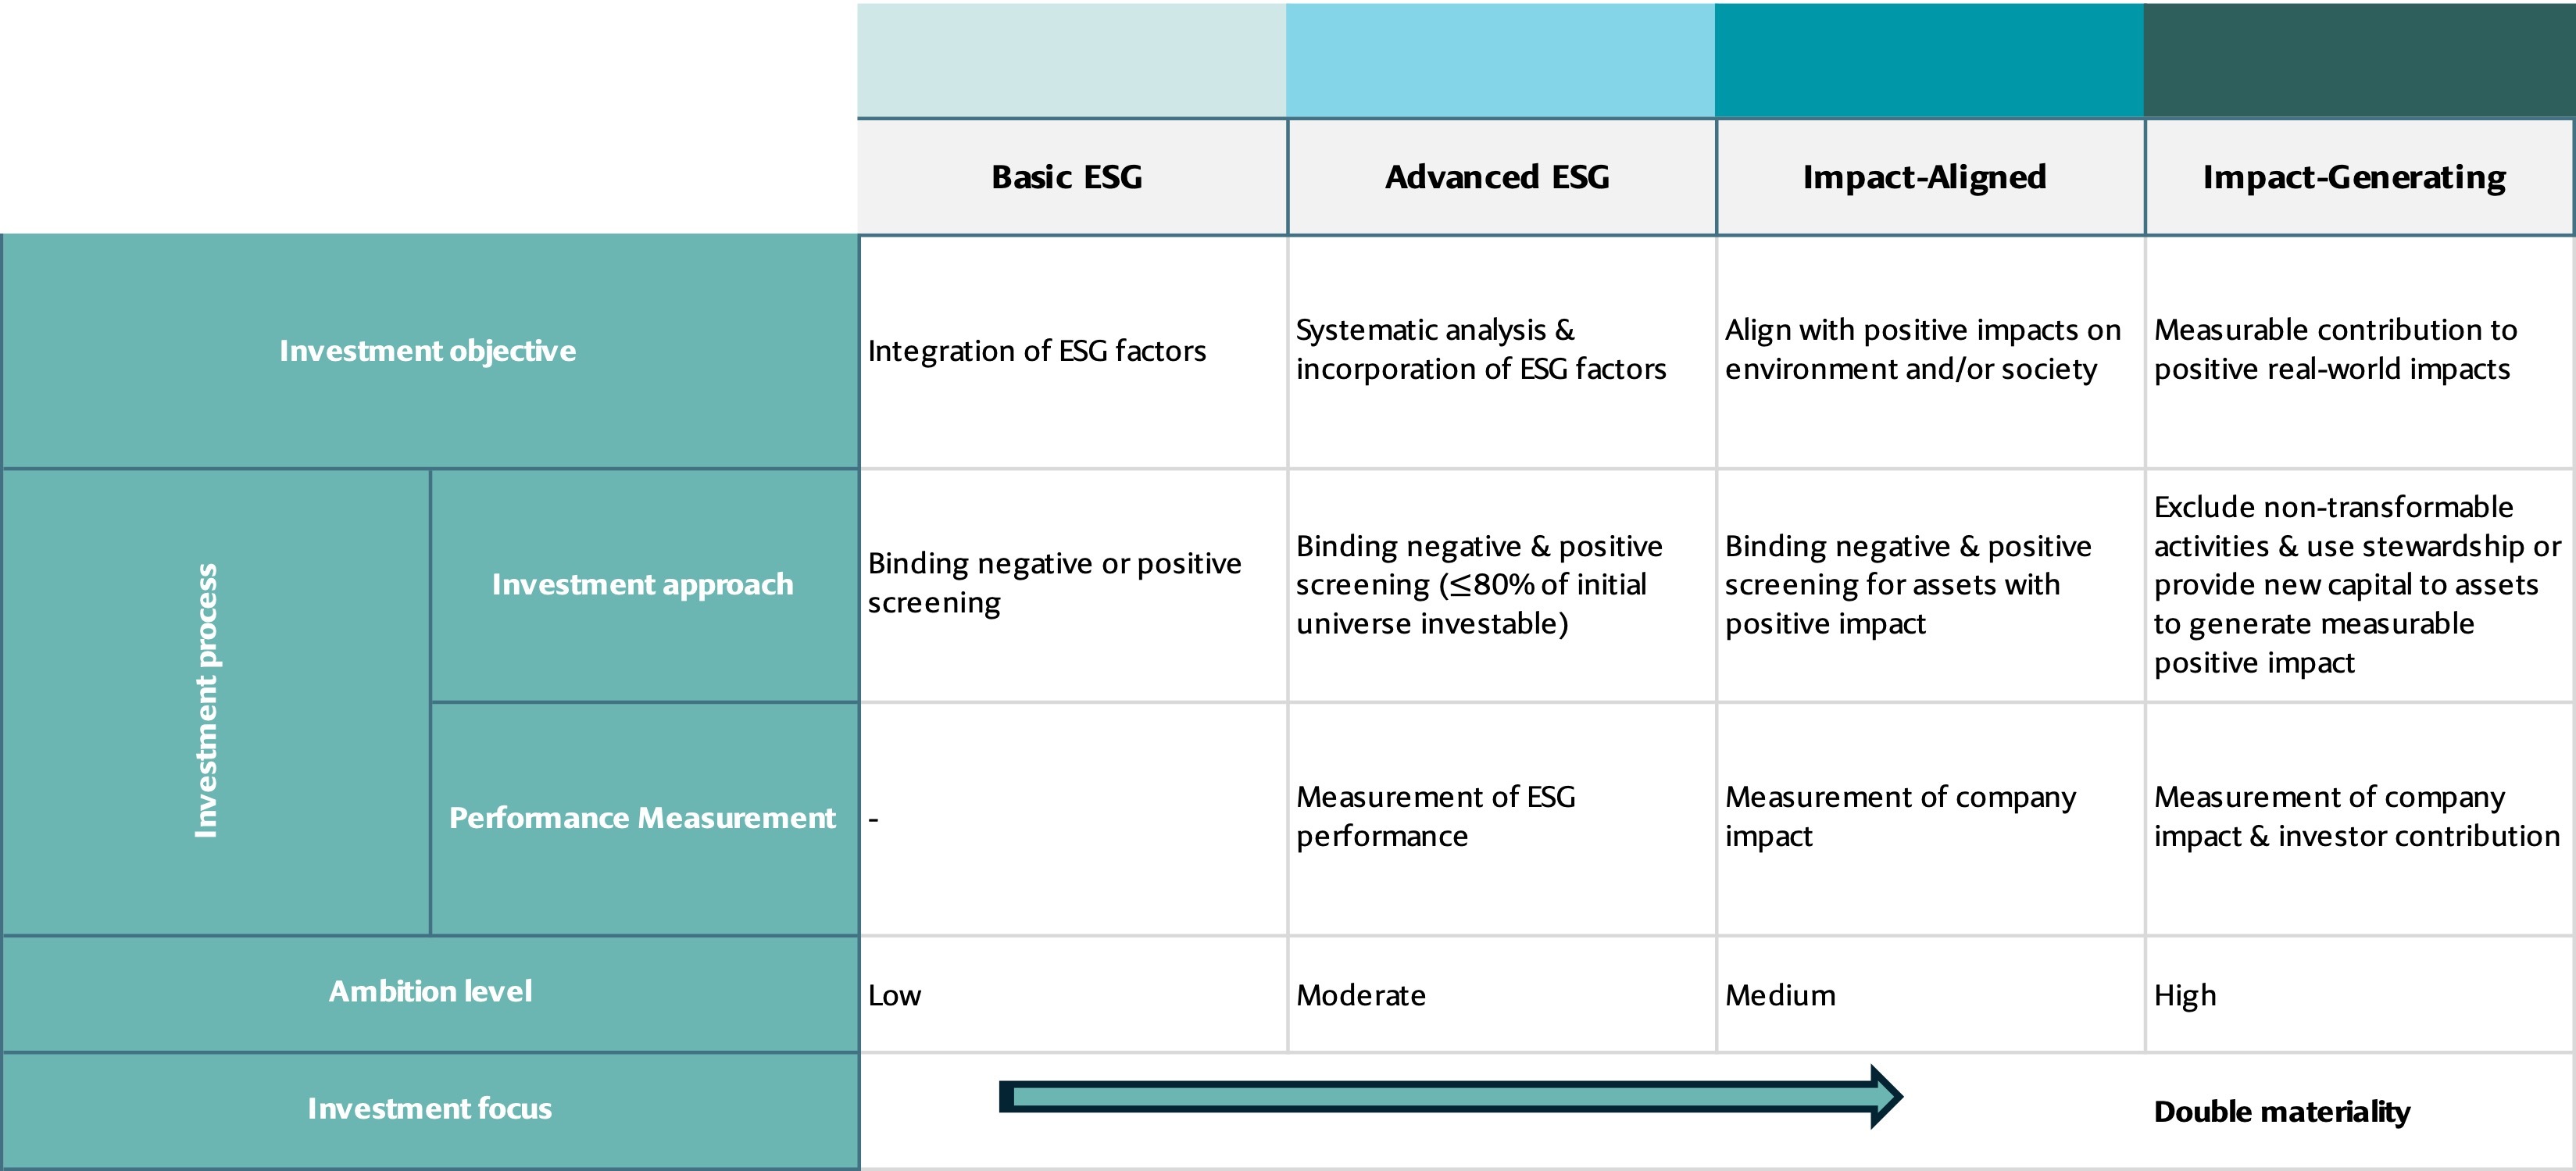 Basic ESG
Advanced ESG
Impact-Aligned
Impact-Generating
Investment objective
Integration of ESG factors
Systematic analysis &
incorporation of ESG factors
Align with positive impacts on
environment and/or society
Measurable contribution to
positive real-world impacts
Investment process
Investment approach
Binding negative or positive
screening
Binding negative & positive
screening (≤80% of initial
universe investable)
Binding negative & positive
screening for assets with
positive impact
Exclude non-transformable
activities & use stewardship or
provide new capital to assets
to generate measurable
positive impact
Performance Measurement
-
Measurement of ESG
performance
Measurement of company
impact
Measurement of company
impact & investor contribution
Ambition level
Low
Moderate
Medium
High
Investment focus
Double materiality